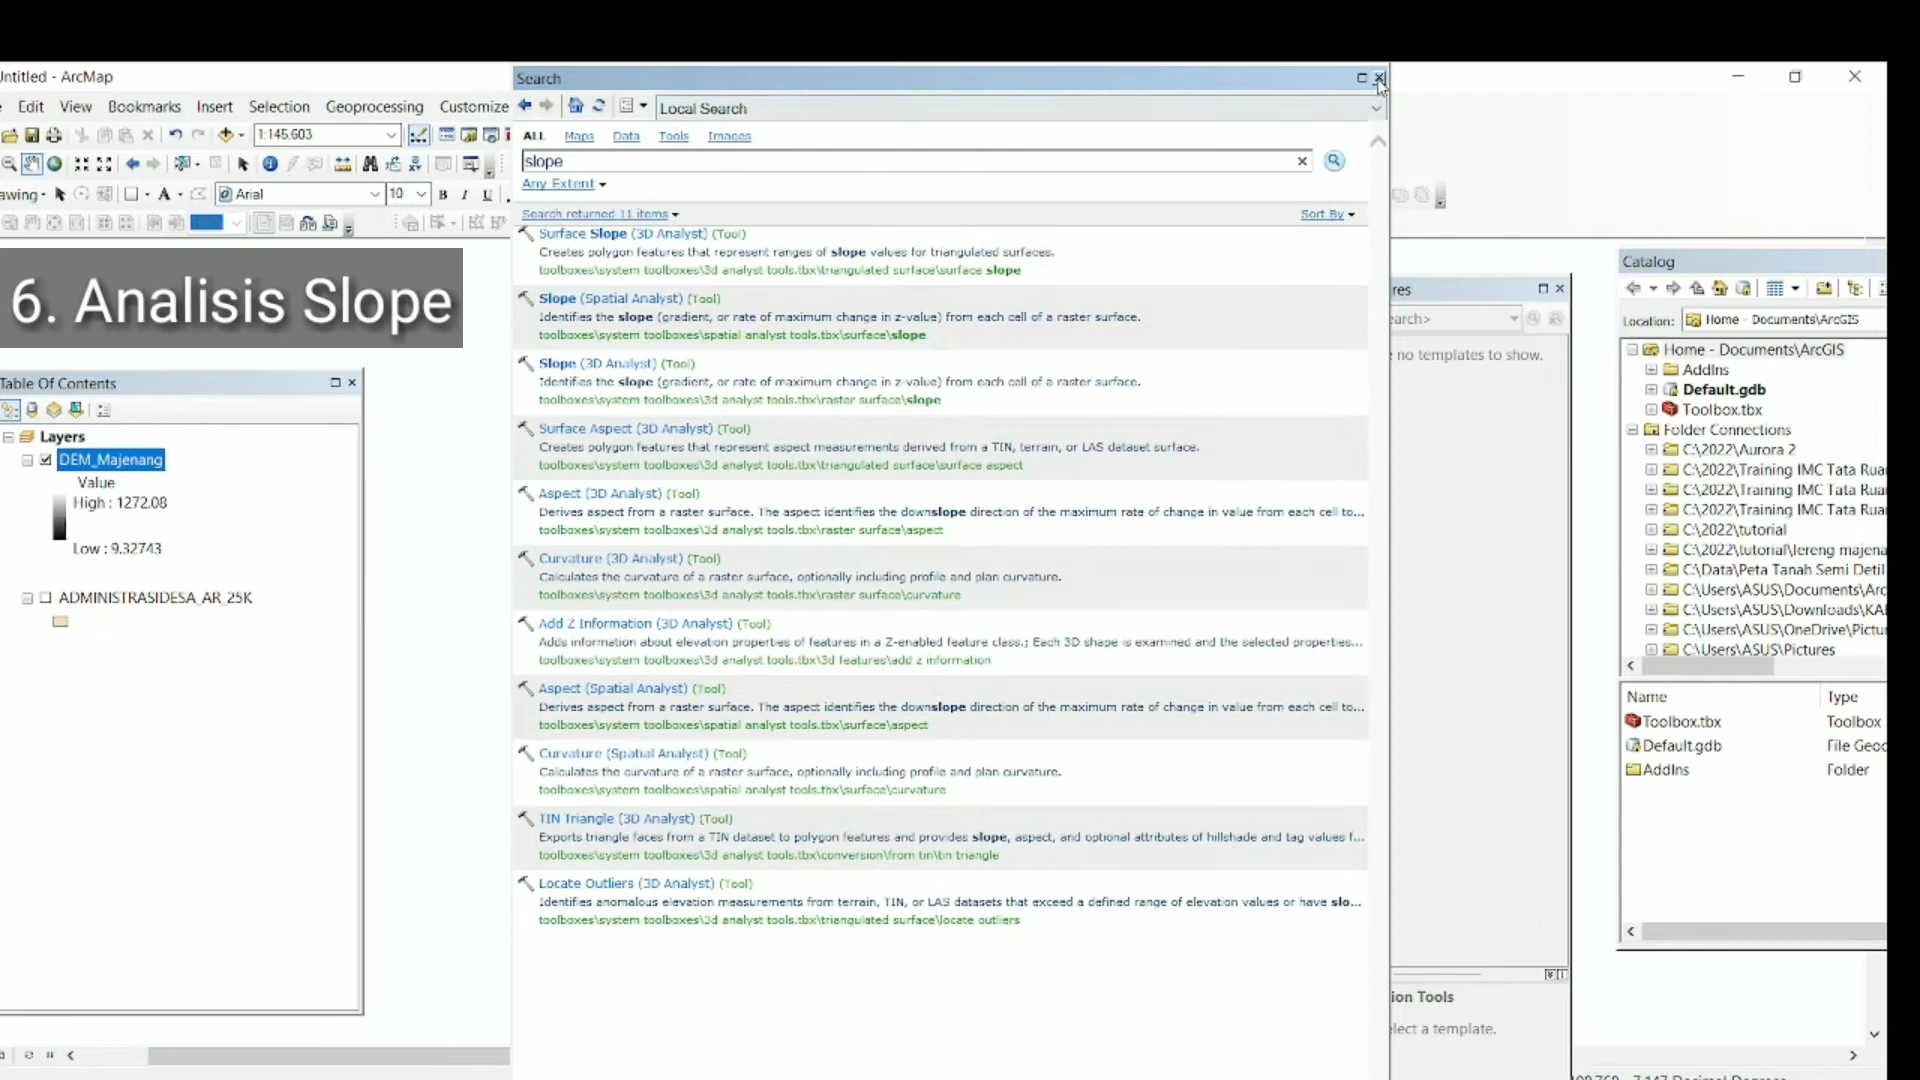 Untitled - ArcMap
Edit View Bookmarks Insert Selection Geoprocessing Customize
1:145.603
Arial 10 B I U
6. Analisis Slope
Table Of Contents
Layers
DEM_Majenang
Value
High : 1272.08
Low : 9.32743
ADMINISTRASIDESA_AR_25K
Search
Local Search
ALL Maps Data Tools Images
slope
Any Extent
Search returned 11 items
Sort By
Surface Slope (3D Analyst) (Tool)
Creates polygon features that represent ranges of slope values for triangulated surfaces.
toolboxes\system toolboxes\3d analyst tools.tbx\triangulated surface\surface slope
Slope (Spatial Analyst) (Tool)
Identifies the slope (gradient, or rate of maximum change in z-value) from each cell of a raster surface.
toolboxes\system toolboxes\spatial analyst tools.tbx\surface\slope
Slope (3D Analyst) (Tool)
Identifies the slope (gradient, or rate of maximum change in z-value) from each cell of a raster surface.
toolboxes\system toolboxes\3d analyst tools.tbx\raster surface\slope
Surface Aspect (3D Analyst) (Tool)
Creates polygon features that represent aspect measurements derived from a TIN, terrain, or LAS dataset surface.
toolboxes\system toolboxes\3d analyst tools.tbx\triangulated surface\surface aspect
Aspect (3D Analyst) (Tool)
Derives aspect from a raster surface. The aspect identifies the downslope direction of the maximum rate of change in value from each cell to...
toolboxes\system toolboxes\3d analyst tools.tbx\raster surface\aspect
Curvature (3D Analyst) (Tool)
Calculates the curvature of a raster surface, optionally including profile and plan curvature.
toolboxes\system toolboxes\3d analyst tools.tbx\raster surface\curvature
Add Z Information (3D Analyst) (Tool)
Adds information about elevation properties of features in a Z-enabled feature class.; Each 3D shape is examined and the selected properties...
toolboxes\system toolboxes\3d analyst tools.tbx\3d features\add z information
Aspect (Spatial Analyst) (Tool)
Derives aspect from a raster surface. The aspect identifies the downslope direction of the maximum rate of change in value from each cell to...
toolboxes\system toolboxes\spatial analyst tools.tbx\surface\aspect
Curvature (Spatial Analyst) (Tool)
Calculates the curvature of a raster surface, optionally including profile and plan curvature.
toolboxes\system toolboxes\spatial analyst tools.tbx\surface\curvature
TIN Triangle (3D Analyst) (Tool)
Exports triangle faces from a TIN dataset to polygon features and provides slope, aspect, and optional attributes of hillshade and tag values f...
toolboxes\system toolboxes\3d analyst tools.tbx\conversion\from tin\tin triangle
Locate Outliers (3D Analyst) (Tool)
Identifies anomalous elevation measurements from terrain, TIN, or LAS datasets that exceed a defined range of elevation values or have slo...
toolboxes\system toolboxes\3d analyst tools.tbx\triangulated surface\locate outliers
res
earch>
no templates to show.
ion Tools
elect a template.
Catalog
Location: Home - Documents\ArcGIS
Home - Documents\ArcGIS
AddIns
Default.gdb
Toolbox.tbx
Folder Connections
C:\2022\Aurora 2
C:\2022\Training IMC Tata Rua
C:\2022\Training IMC Tata Rua
C:\2022\Training IMC Tata Rua
C:\2022\tutorial
C:\2022\tutorial\lereng majena
C:\Data\Peta Tanah Semi Detil
C:\Users\ASUS\Documents\Arc
C:\Users\ASUS\Downloads\KA
C:\Users\ASUS\OneDrive\Pictu
C:\Users\ASUS\Pictures
Name Type
Toolbox.tbx Toolbox
Default.gdb File Geo
AddIns Folder